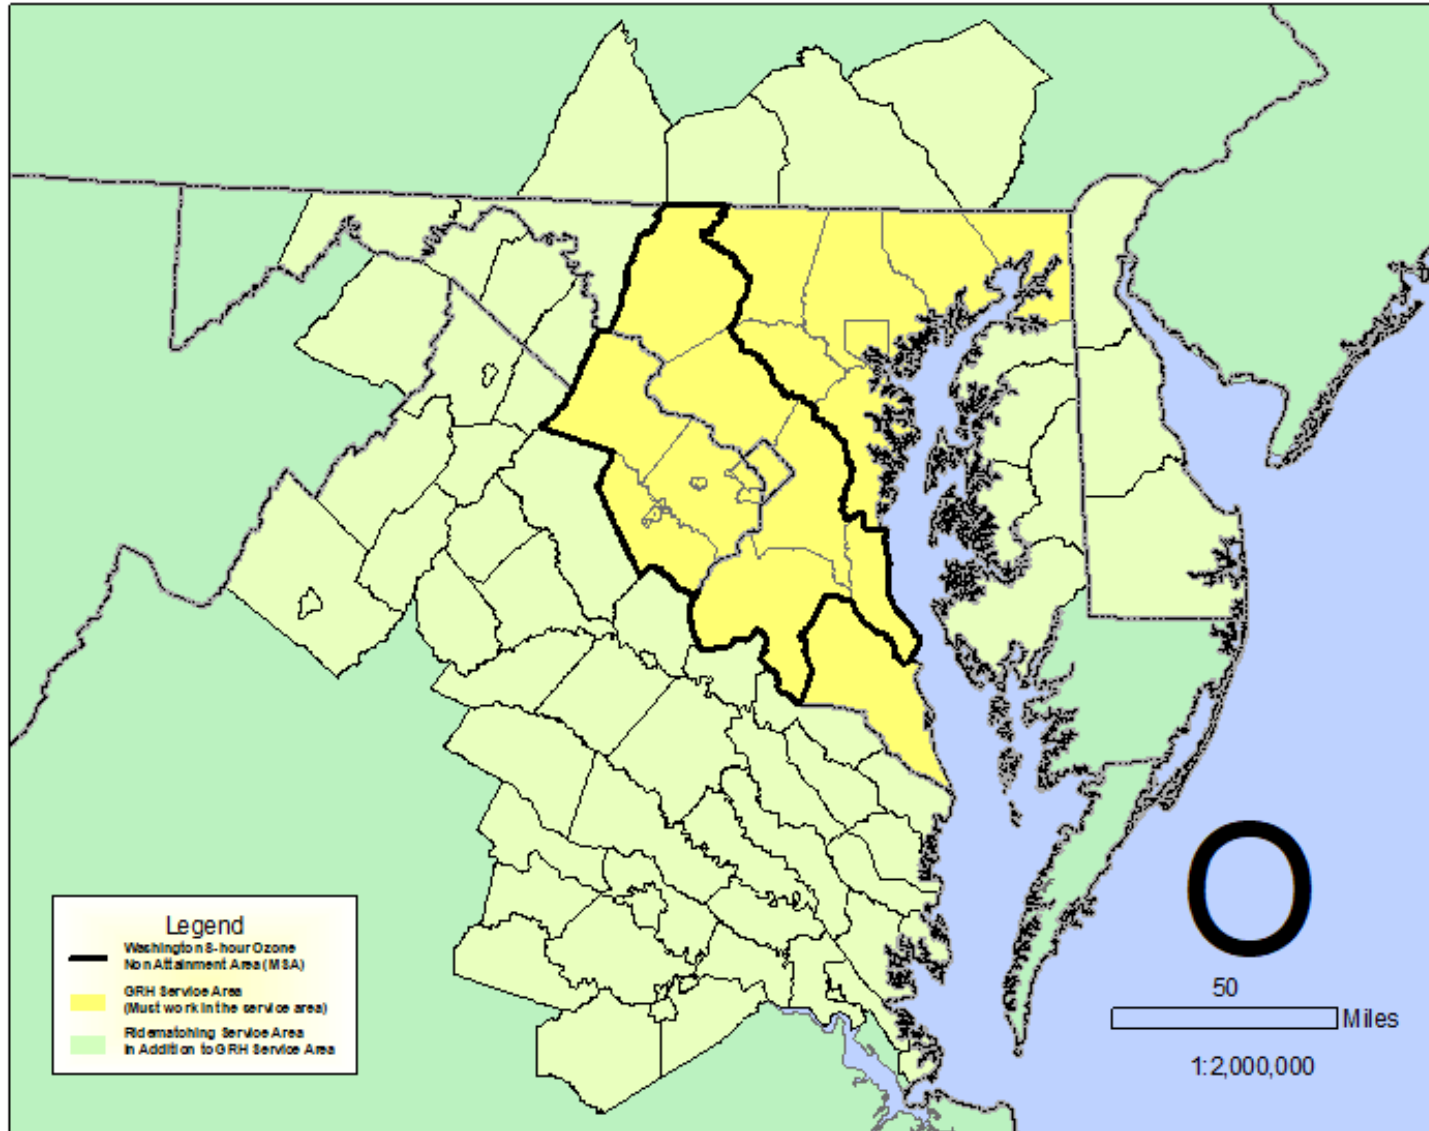 Legend
Washington 8-hour Ozone
Non Attainment Area (MSA)
GRH Service Area
(Must work in the service area)
Ridematching Service Area
in Addition to GRH Service Area
O
50
Miles
1:2,000,000